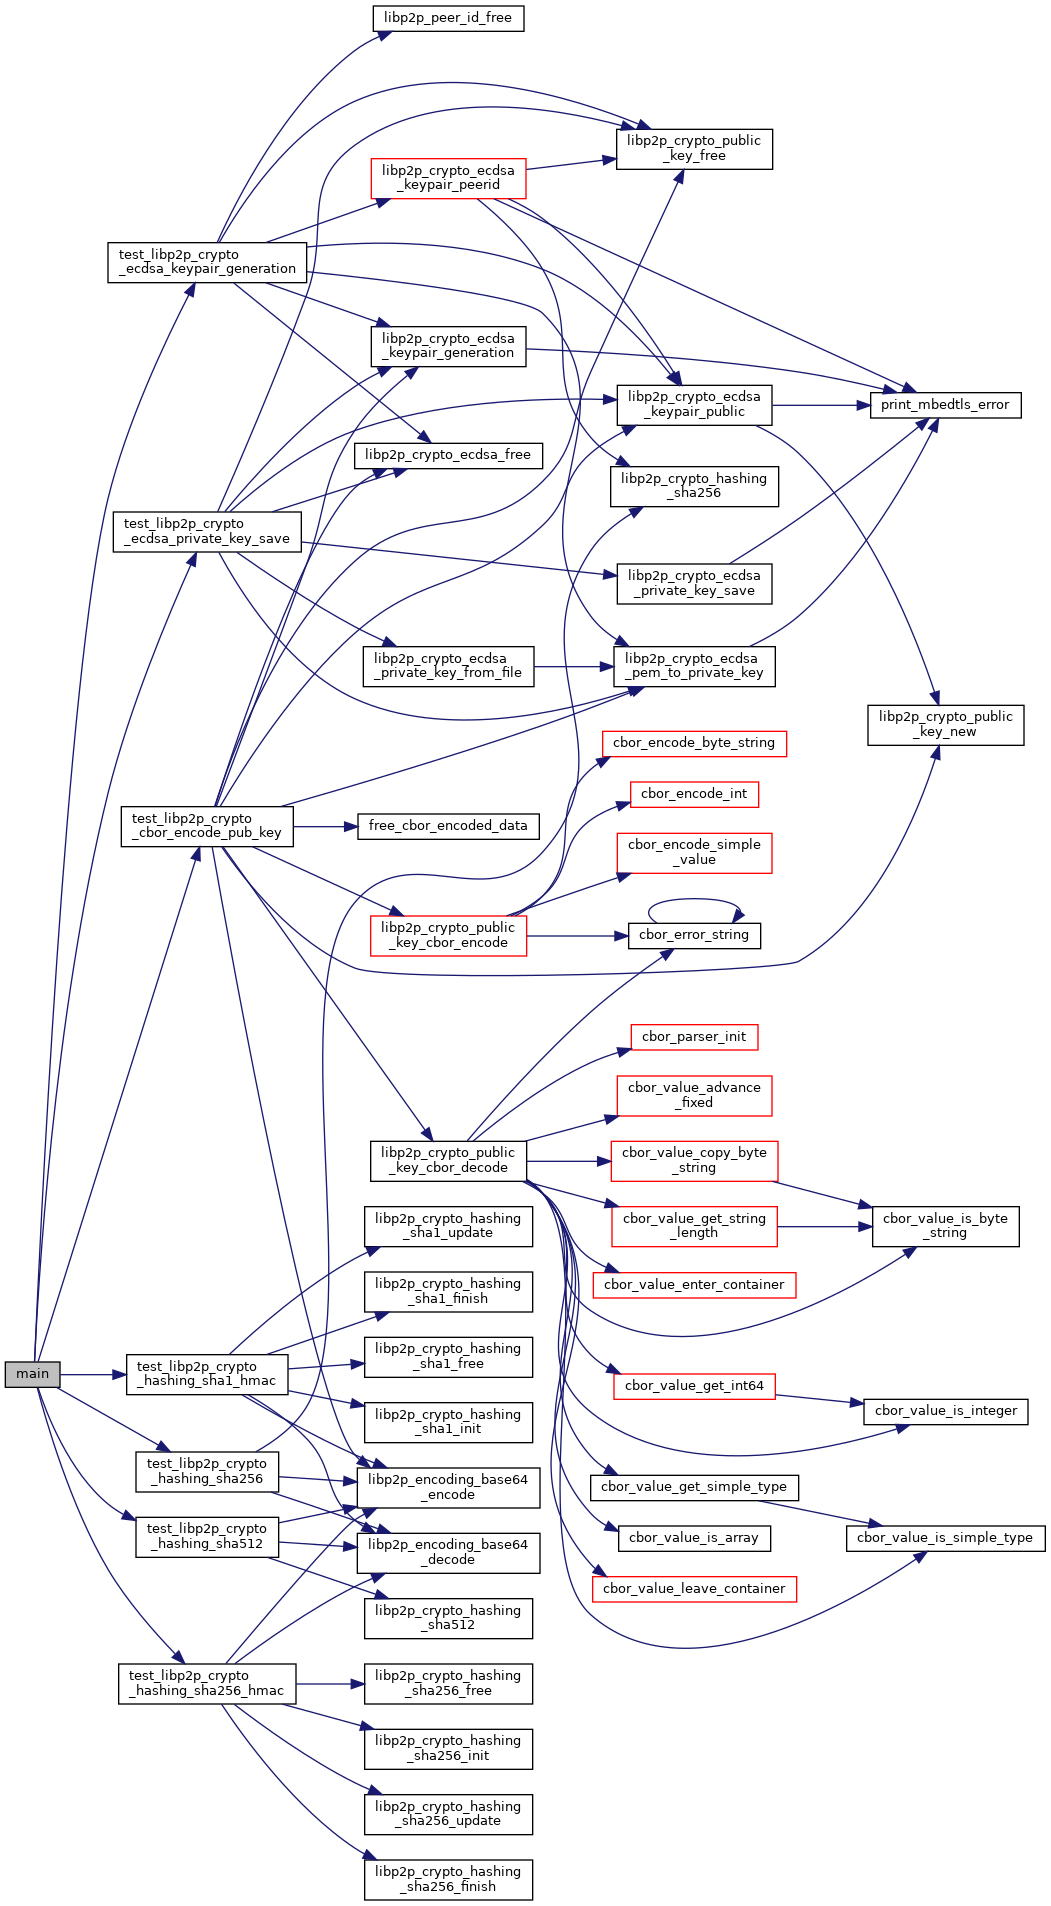 libp2p_peer_id_free
libp2p_crypto_public
_key_free
libp2p_crypto_ecdsa
_keypair_peerid
test_libp2p_crypto
_ecdsa_keypair_generation
libp2p_crypto_ecdsa
_keypair_generation
libp2p_crypto_ecdsa
_keypair_public
print_mbedtls_error
libp2p_crypto_ecdsa_free
libp2p_crypto_hashing
_sha256
test_libp2p_crypto
_ecdsa_private_key_save
libp2p_crypto_ecdsa
_private_key_save
libp2p_crypto_ecdsa
_private_key_from_file
libp2p_crypto_ecdsa
_pem_to_private_key
libp2p_crypto_public
_key_new
cbor_encode_byte_string
cbor_encode_int
test_libp2p_crypto
_cbor_encode_pub_key
free_cbor_encoded_data
cbor_encode_simple
_value
libp2p_crypto_public
_key_cbor_encode
cbor_error_string
cbor_parser_init
cbor_value_advance
_fixed
libp2p_crypto_public
_key_cbor_decode
cbor_value_copy_byte
_string
libp2p_crypto_hashing
_sha1_update
cbor_value_get_string
_length
cbor_value_is_byte
_string
libp2p_crypto_hashing
_sha1_finish
cbor_value_enter_container
libp2p_crypto_hashing
_sha1_free
main
test_libp2p_crypto
_hashing_sha1_hmac
cbor_value_get_int64
libp2p_crypto_hashing
_sha1_init
cbor_value_is_integer
test_libp2p_crypto
_hashing_sha256
libp2p_encoding_base64
_encode
cbor_value_get_simple_type
test_libp2p_crypto
_hashing_sha512
libp2p_encoding_base64
_decode
cbor_value_is_array
cbor_value_is_simple_type
cbor_value_leave_container
libp2p_crypto_hashing
_sha512
test_libp2p_crypto
_hashing_sha256_hmac
libp2p_crypto_hashing
_sha256_free
libp2p_crypto_hashing
_sha256_init
libp2p_crypto_hashing
_sha256_update
libp2p_crypto_hashing
_sha256_finish